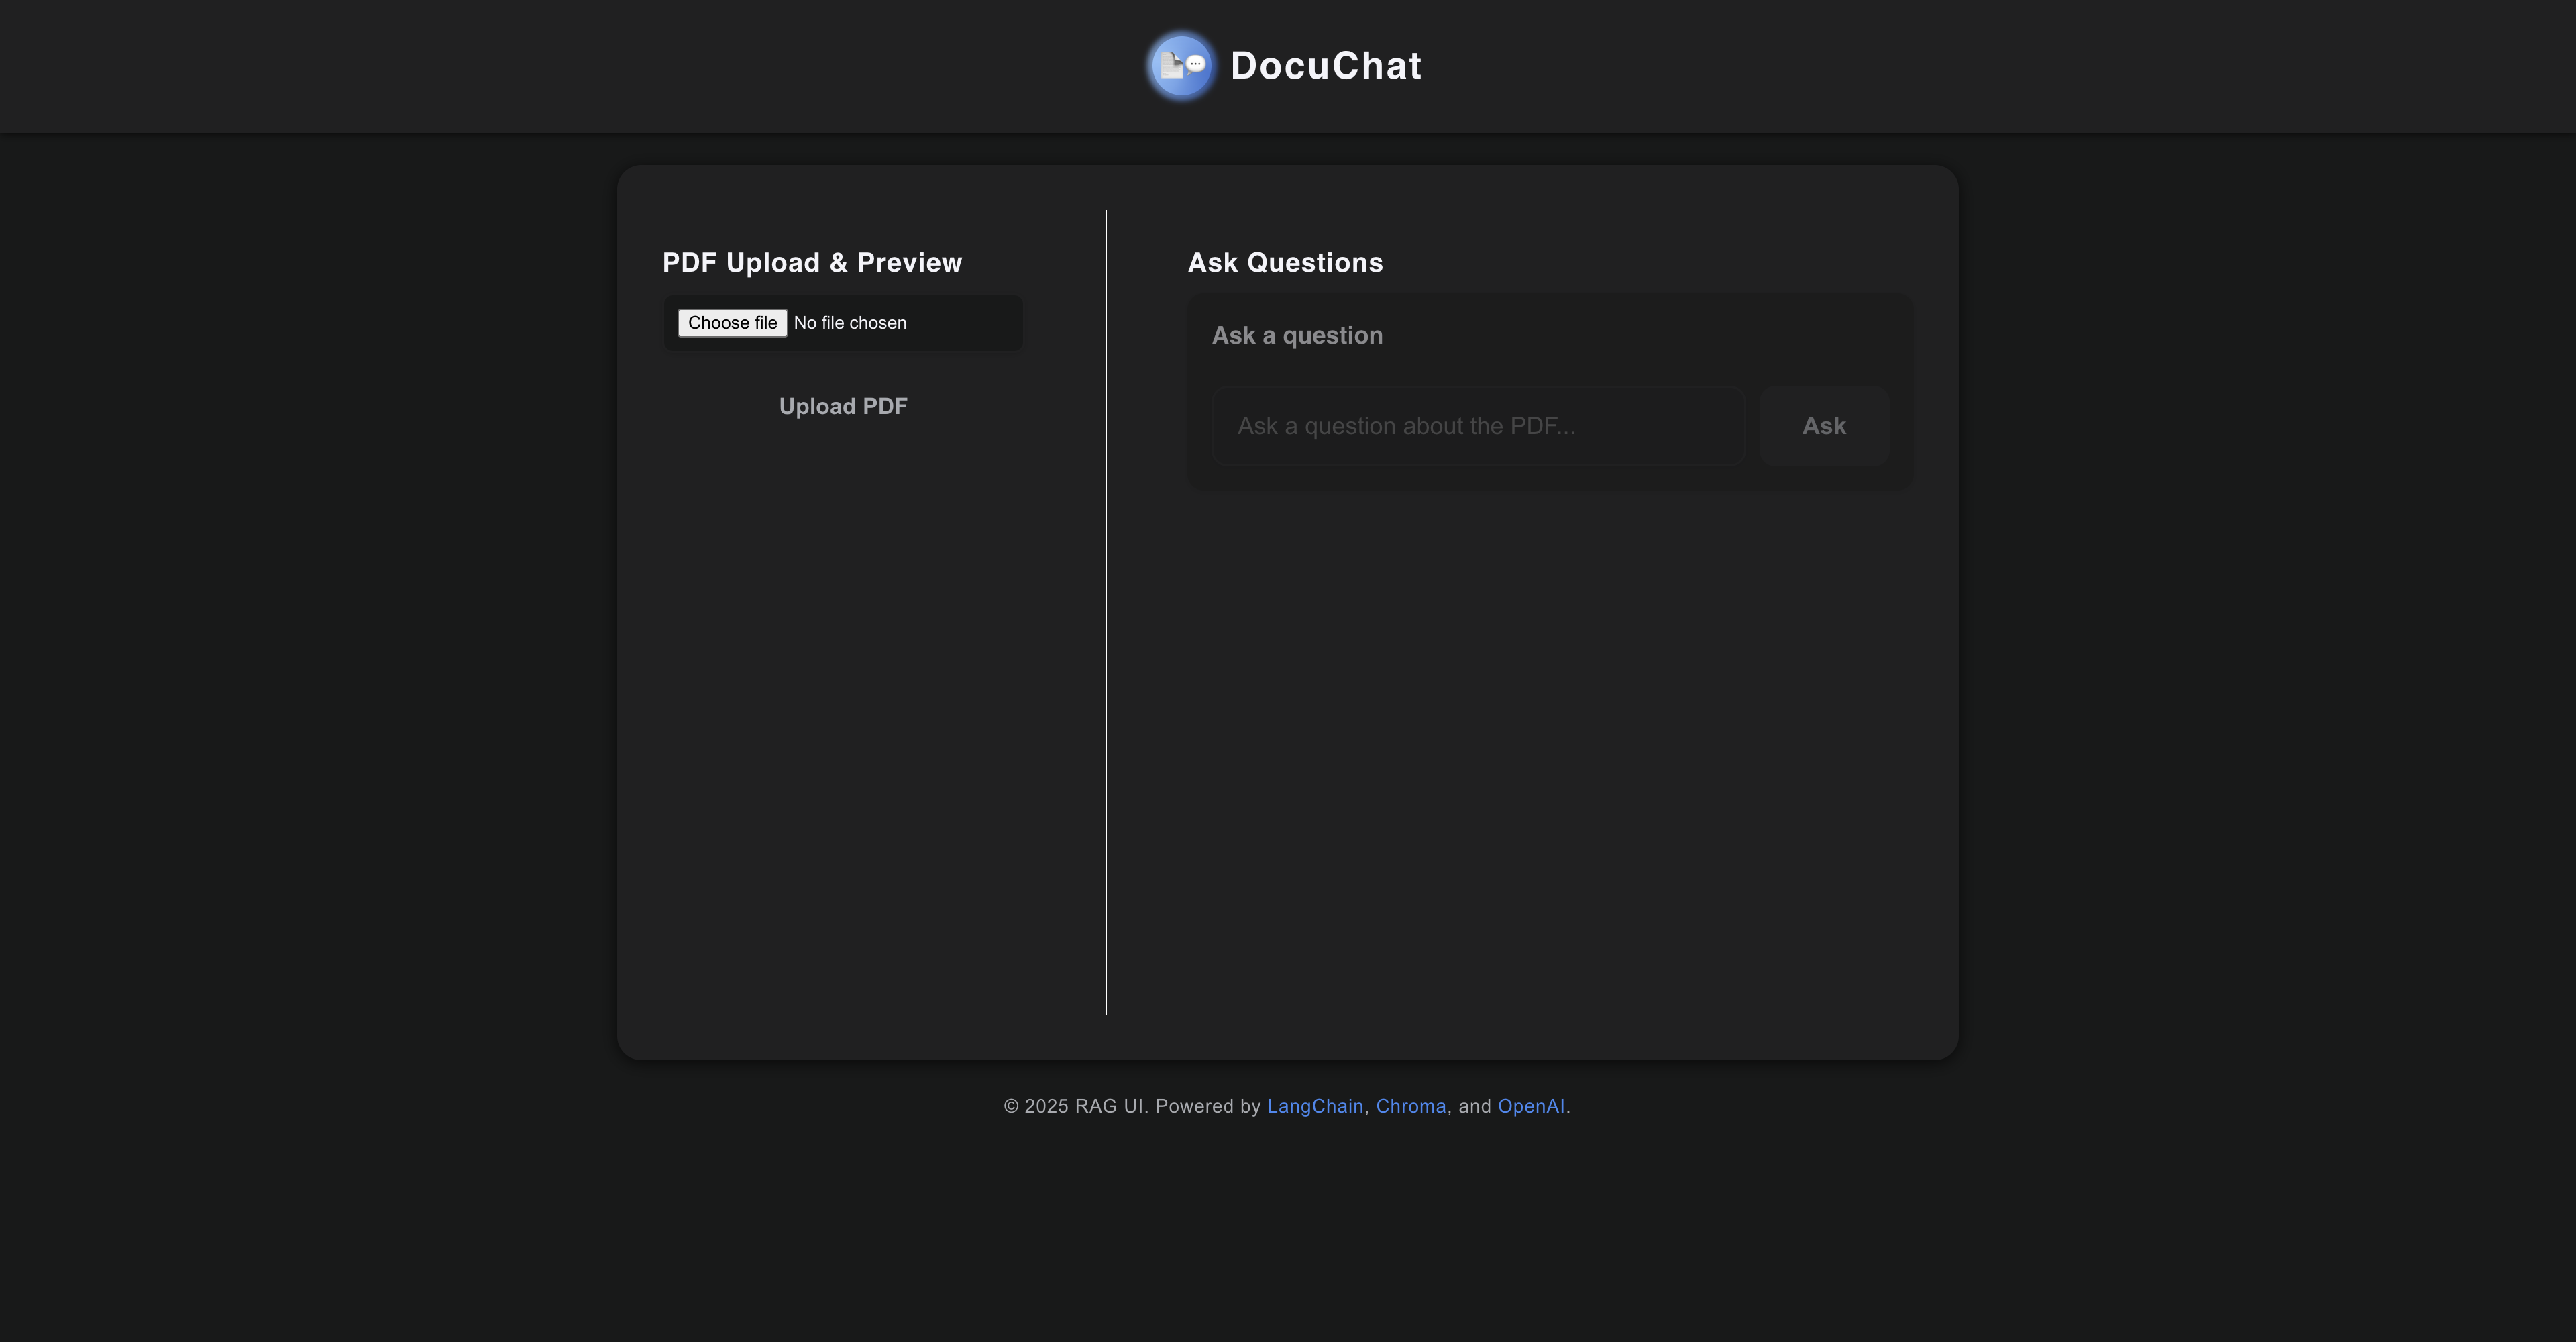 DocuChat
PDF Upload & Preview
Choose file No file chosen
Upload PDF
Ask Questions
Ask a question
Ask a question about the PDF...
Ask
© 2025 RAG UI. Powered by LangChain, Chroma, and OpenAI.